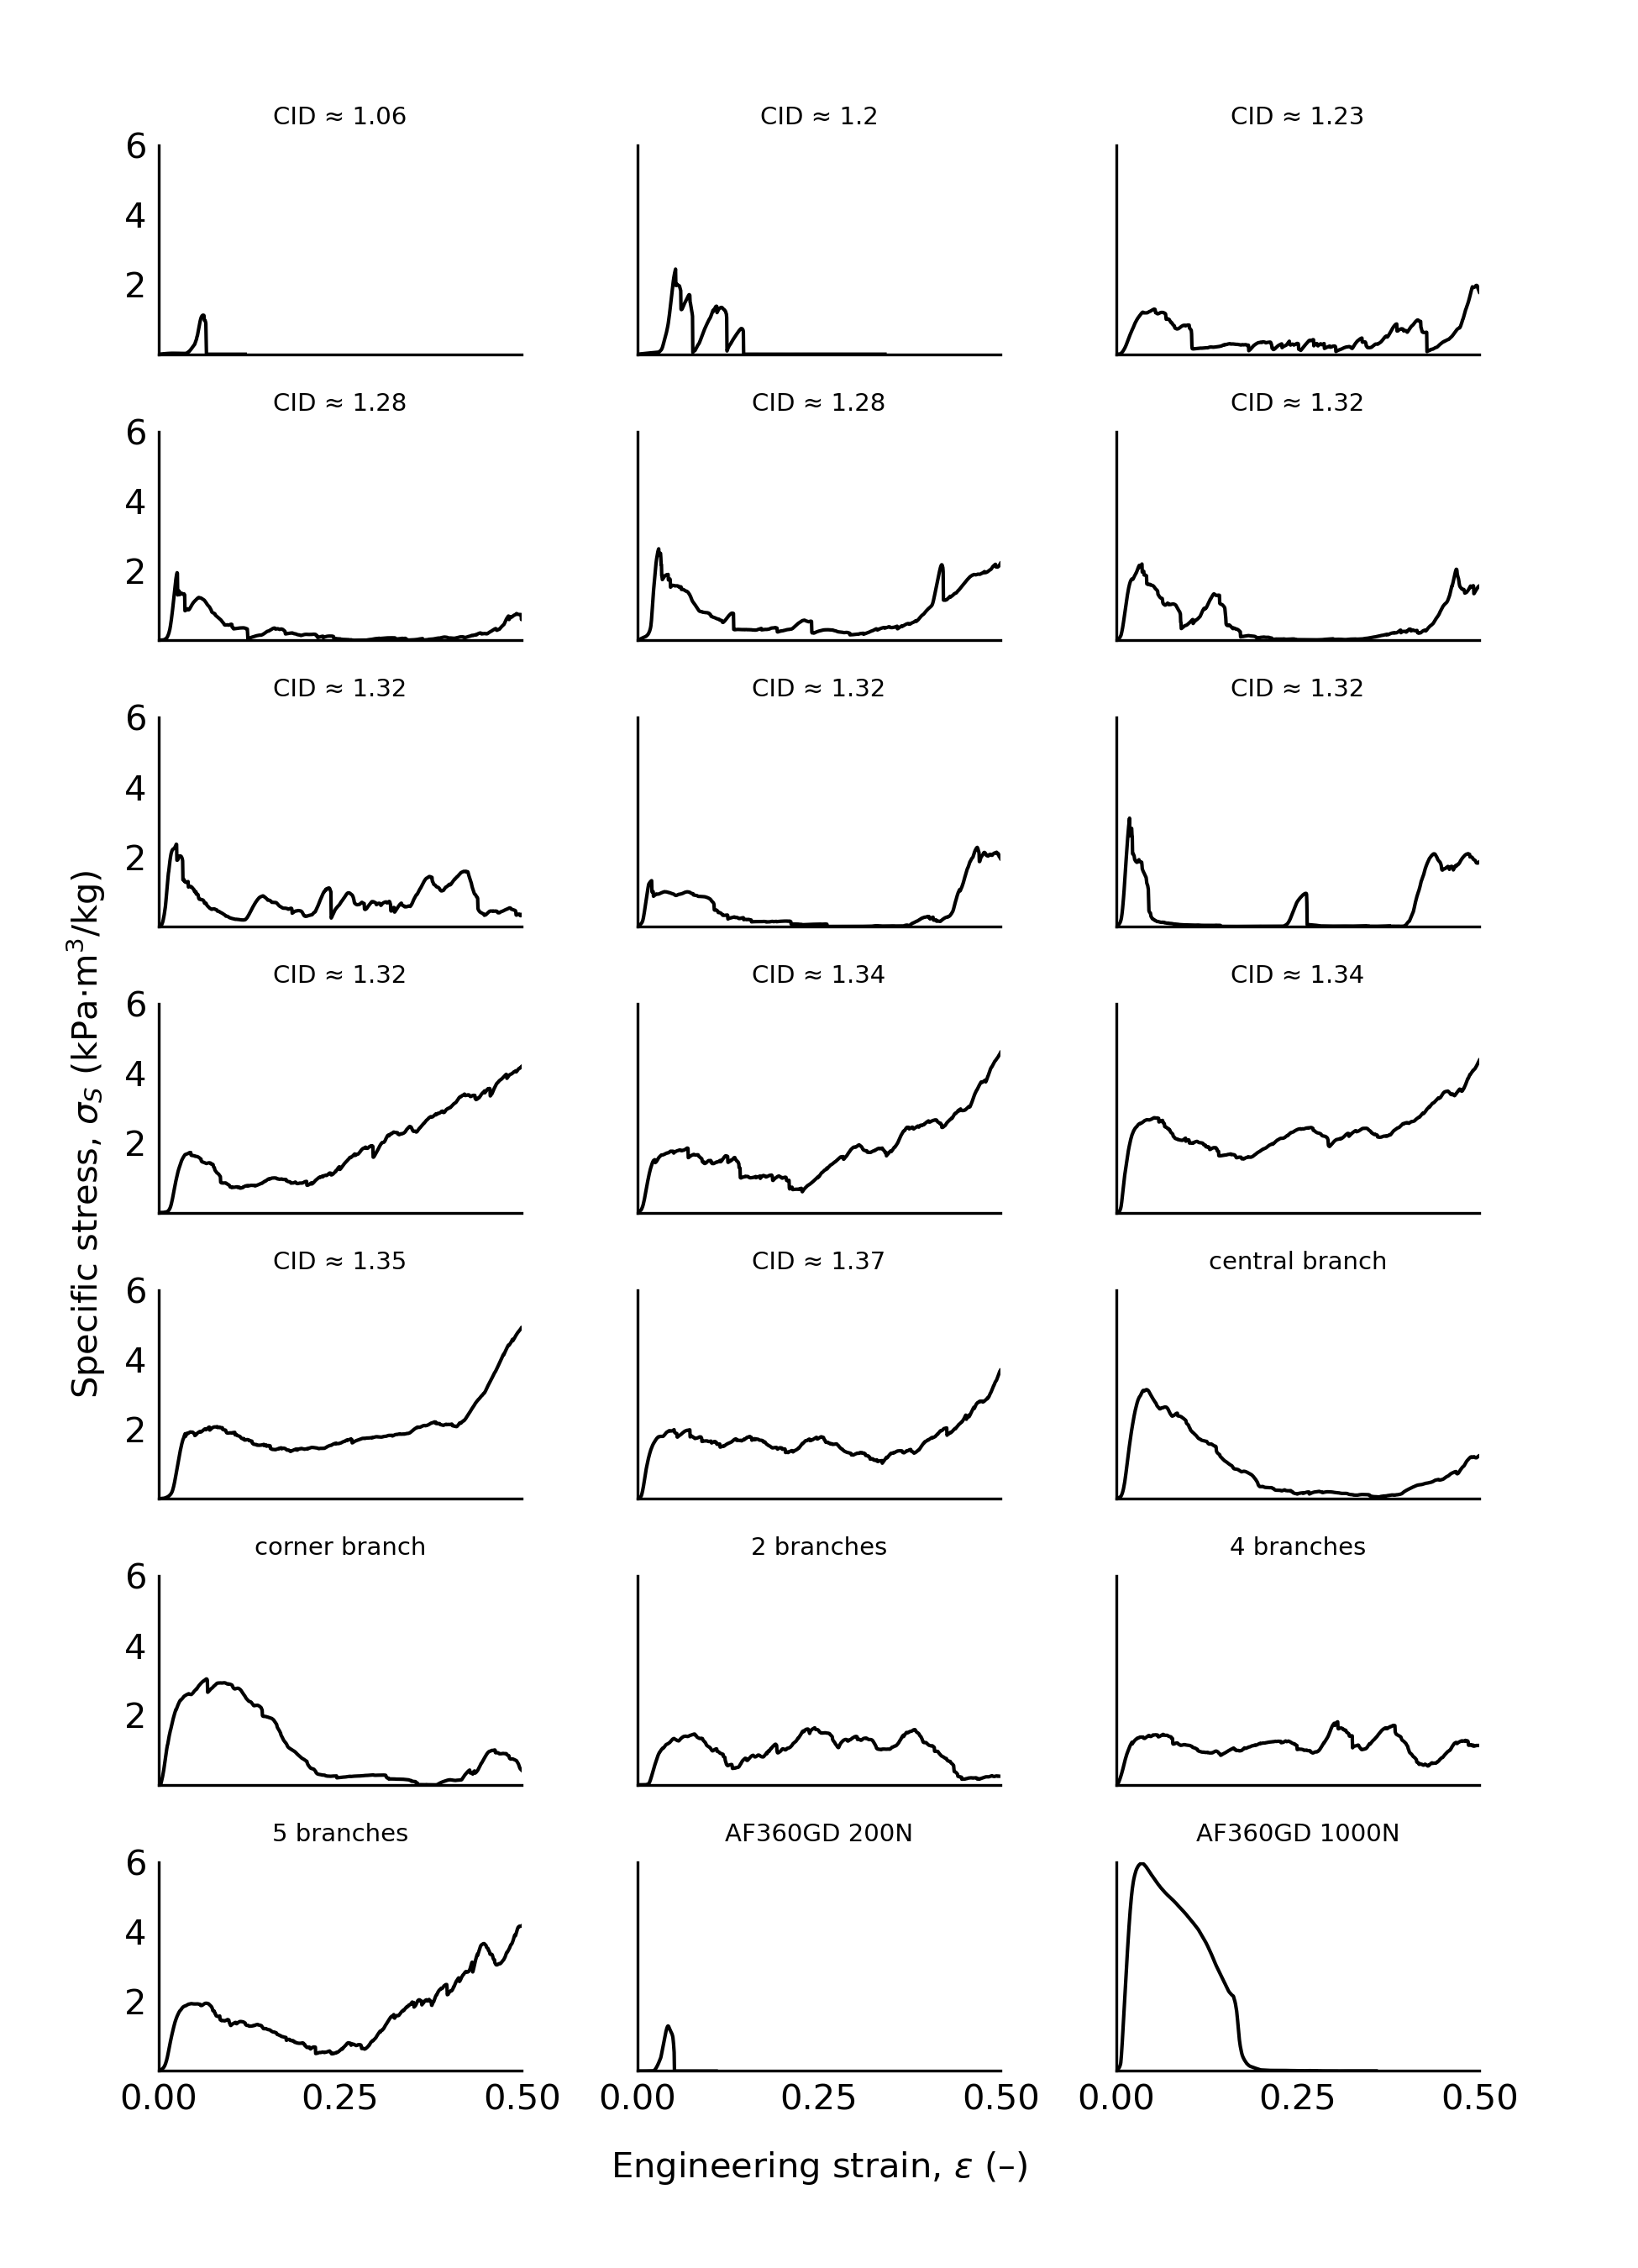 CID ≈ 1.06
CID ≈ 1.2
CID ≈ 1.23
6
4
2
CID ≈ 1.28
CID ≈ 1.28
CID ≈ 1.32
6
4
2
CID ≈ 1.32
CID ≈ 1.32
CID ≈ 1.32
6
4
2
CID ≈ 1.32
CID ≈ 1.34
CID ≈ 1.34
6
4
2
CID ≈ 1.35
CID ≈ 1.37
central branch
6
4
2
corner branch
2 branches
4 branches
6
4
2
5 branches
AF360GD 200N
AF360GD 1000N
6
4
2
0.00 0.25 0.50
0.00 0.25 0.50
0.00 0.25 0.50
Specific stress, σ_S (kPa·m³/kg)
Engineering strain, ε (–)